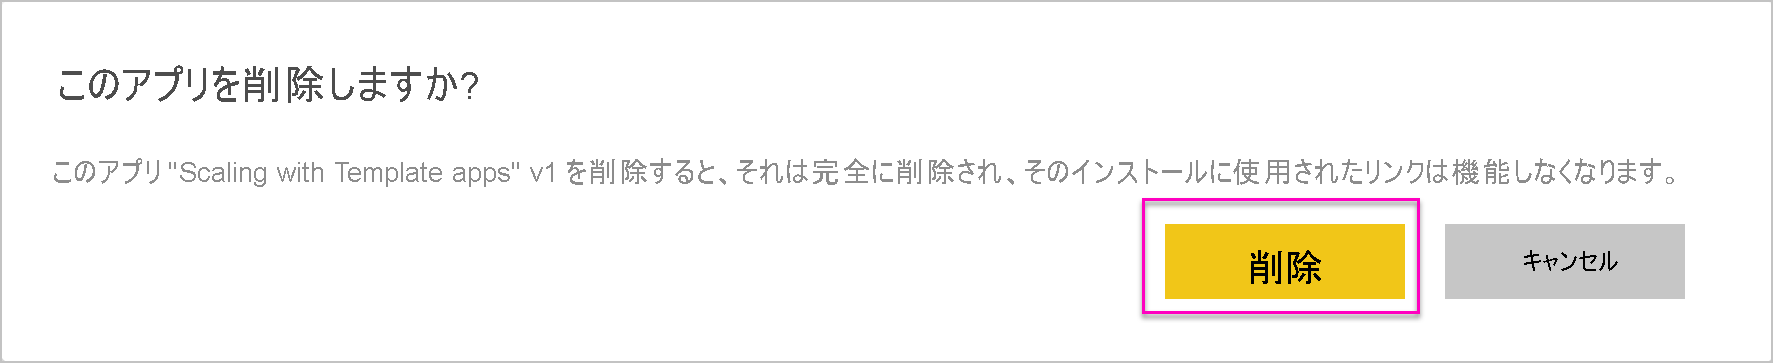 このアプリを削除しますか?
このアプリ "Scaling with Template apps" v1 を削除すると、それは完全に削除され、そのインストールに使用されたリンクは機能しなくなります。
削除
キャンセル